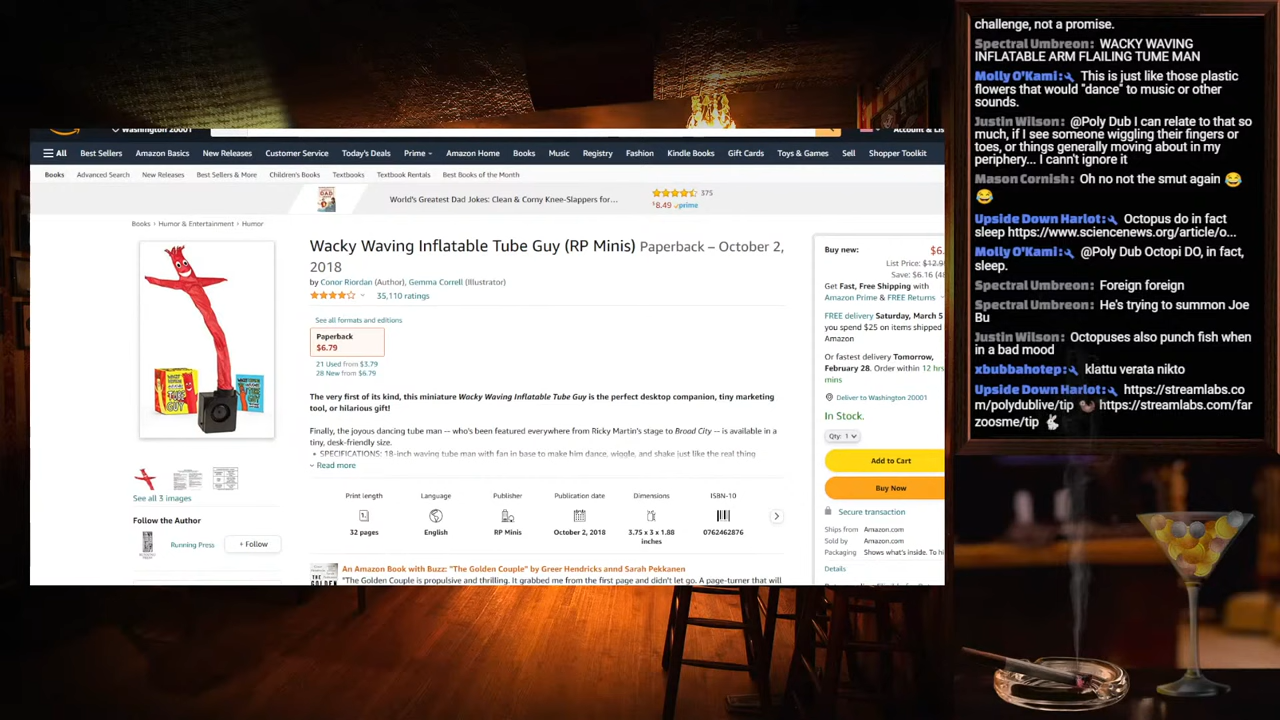 Washington 20001
Account & Lis
All
Best Sellers
Amazon Basics
New Releases
Customer Service
Today's Deals
Prime
Amazon Home
Books
Music
Registry
Fashion
Kindle Books
Gift Cards
Toys & Games
Sell
Shopper Toolkit
Books
Advanced Search
New Releases
Best Sellers & More
Children's Books
Textbooks
Textbook Rentals
Best Books of the Month
World's Greatest Dad Jokes: Clean & Corny Knee-Slappers for...
375
$8.49 prime
Books › Humor & Entertainment › Humor
Wacky Waving Inflatable Tube Guy (RP Minis) Paperback – October 2,
2018
by Conor Riordan (Author), Gemma Correll (Illustrator)
35,110 ratings
See all formats and editions
Paperback
$6.79
21 Used from $3.79
28 New from $6.79
The very first of its kind, this miniature Wacky Waving Inflatable Tube Guy is the perfect desktop companion, tiny marketing
tool, or hilarious gift!
Finally, the joyous dancing tube man -- who's been featured everywhere from Ricky Martin's stage to Broad City -- is available in a
tiny, desk-friendly size.
• SPECIFICATIONS: 18-inch waving tube man with fan in base to make him dance, wiggle, and shake just like the real thing
Read more
See all 3 images
Follow the Author
Running Press
+ Follow
Print length
32 pages
Language
English
Publisher
RP Minis
Publication date
October 2, 2018
Dimensions
3.75 x 3 x 1.88
inches
ISBN-10
0762462876
An Amazon Book with Buzz: "The Golden Couple" by Greer Hendricks annd Sarah Pekkanen
"The Golden Couple is propulsive and thrilling. It grabbed me from the first page and didn't let go. A page-turner that will
Buy new:
$6.
List Price: $12.9
Save: $6.16 (48
Get Fast, Free Shipping with
Amazon Prime & FREE Returns
FREE delivery Saturday, March 5
you spend $25 on items shipped
Amazon
Or fastest delivery Tomorrow,
February 28. Order within 12 hrs
mins
Deliver to Washington 20001
In Stock.
Qty: 1
Add to Cart
Buy Now
Secure transaction
Ships from Amazon.com
Sold by Amazon.com
Packaging Shows what's inside. To hi
Details
challenge, not a promise.
Spectral Umbreon: WACKY WAVING
INFLATABLE ARM FLAILING TUME MAN
Molly O'Kami: This is just like those plastic
flowers that would "dance" to music or other
sounds.
Justin Wilson: @Poly Dub I can relate to that so
much, if I see someone wiggling their fingers or
toes, or things generally moving about in my
periphery... I cann't ignore it
Mason Cornish: Oh no not the smut again 😂
😂
Upside Down Harlot: Octopus do in fact
sleep https://www.sciencenews.org/article/o...
Molly O'Kami: @Poly Dub Octopi DO, in fact,
sleep.
Spectral Umbreon: Foreign foreign
Spectral Umbreon: He's trying to summon Joe
Bu
Justin Wilson: Octopuses also punch fish when
in a bad mood
xbubbahotep: klattu veratu nikto
Upside Down Harlot: https://streamlabs.co
m/polydublive/tip https://streamlabs.com/far
zoosme/tip 🐇